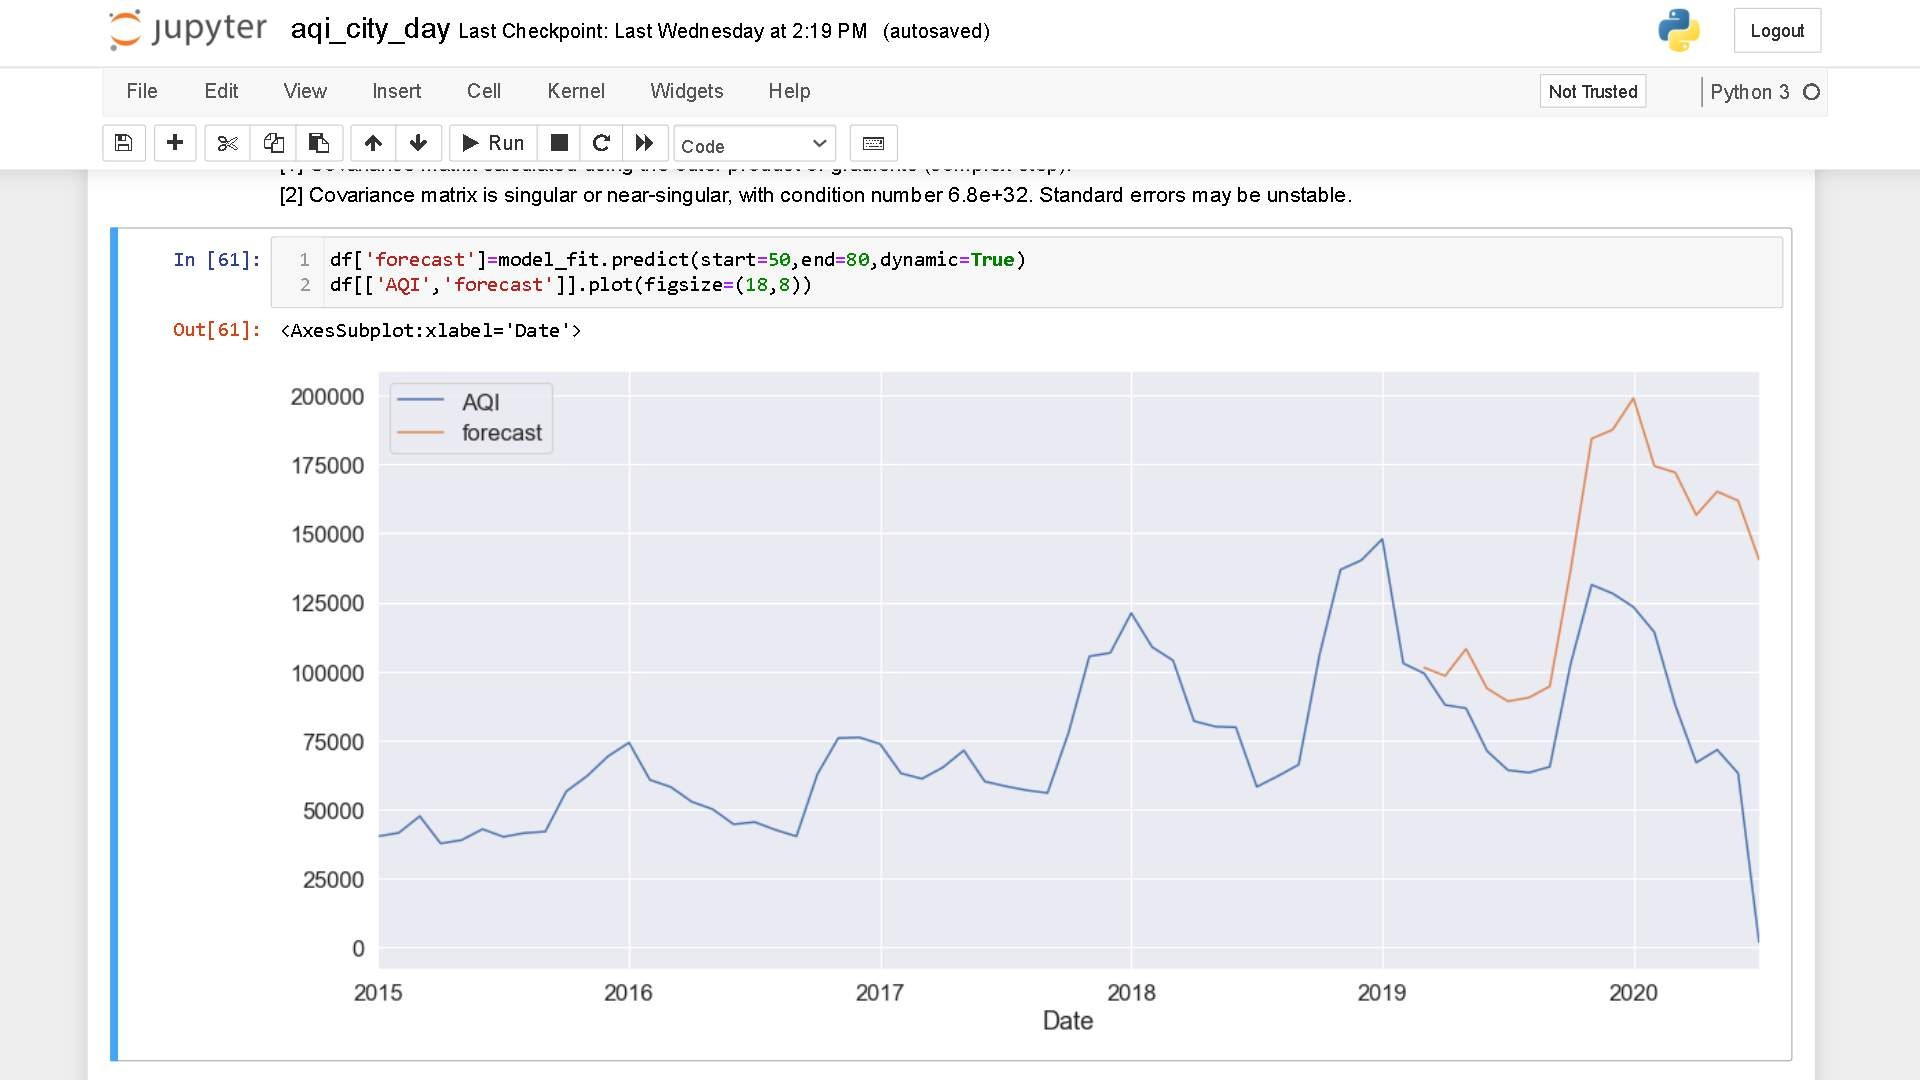 jupyter aqi_city_day Last Checkpoint: Last Wednesday at 2:19 PM (autosaved) Logout
File Edit View Insert Cell Kernel Widgets Help Not Trusted Python 3
Run Code
[2] Covariance matrix is singular or near-singular, with condition number 6.8e+32. Standard errors may be unstable.
In [61]: 1 df['forecast']=model_fit.predict(start=50,end=80,dynamic=True)
2 df[['AQI','forecast']].plot(figsize=(18,8))
Out[61]: <AxesSubplot:xlabel='Date'>
AQI
forecast
200000
175000
150000
125000
100000
75000
50000
25000
0
2015 2016 2017 2018 2019 2020
Date